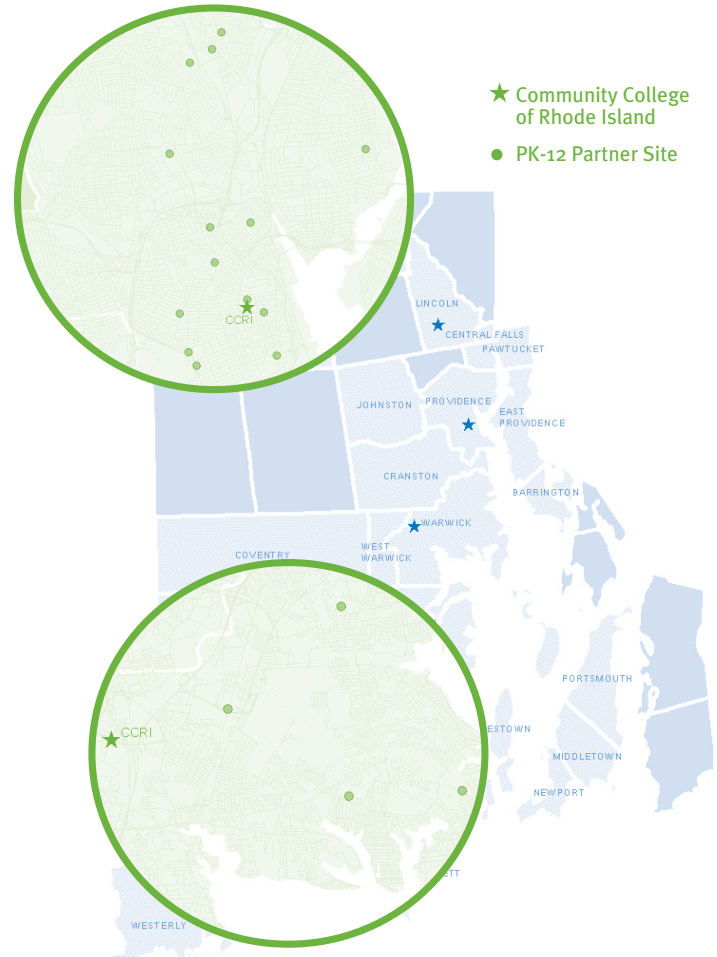 Community College
of Rhode Island
PK-12 Partner Site
CCRI
LINCOLN
CENTRAL FALLS
PAWTUCKET
JOHNSTON
PROVIDENCE
EAST
PROVIDENCE
CRANSTON
BARRINGTON
WARWICK
WEST
WARWICK
COVENTRY
PORTSMOUTH
CCRI
ESTOWN
MIDDLETOWN
NEWPORT
ETT
WESTERLY